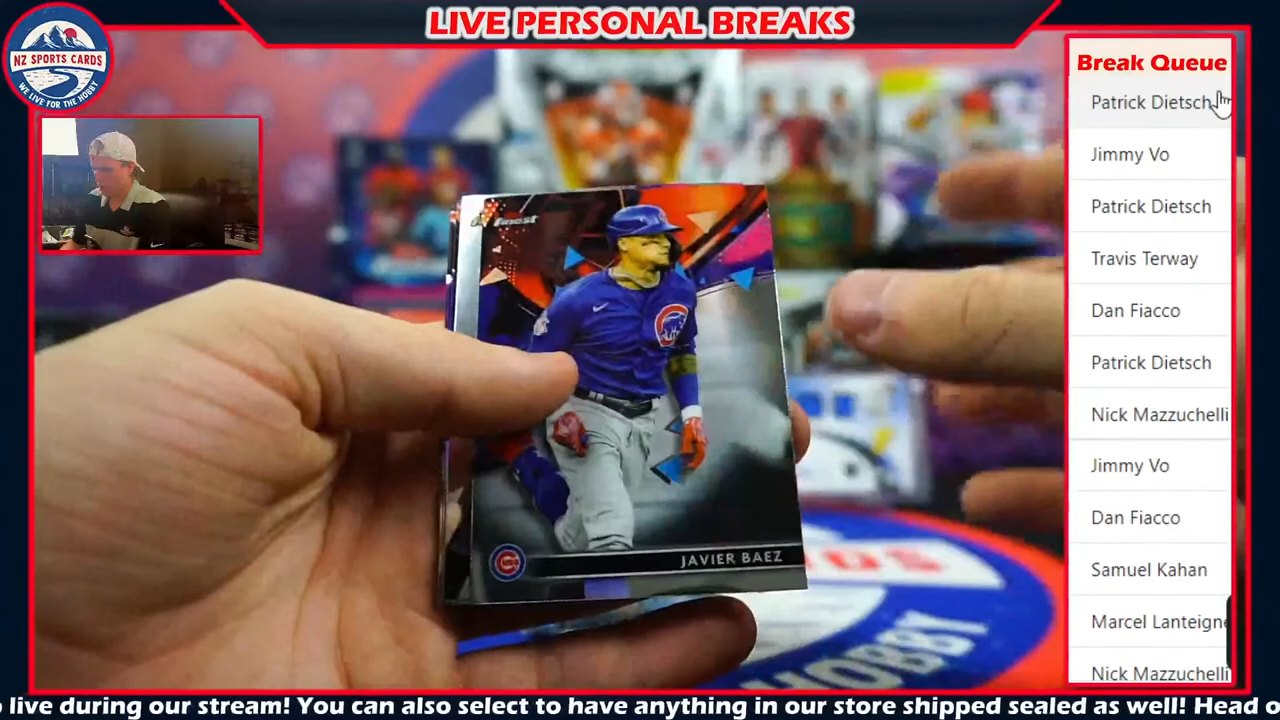 LIVE PERSONAL BREAKS
NZ SPORTS CARDS
WE LIVE FOR THE HOBBY
Break Queue
Patrick Dietsch
Jimmy Vo
Patrick Dietsch
Travis Terway
Dan Fiacco
Patrick Dietsch
Nick Mazzuchelli
Jimmy Vo
Dan Fiacco
Samuel Kahan
Marcel Lanteigne
Nick Mazzuchelli
Finest
JAVIER BAEZ
HOBBY
o live during our stream! You can also select to have anything in our store shipped sealed as well! Head o